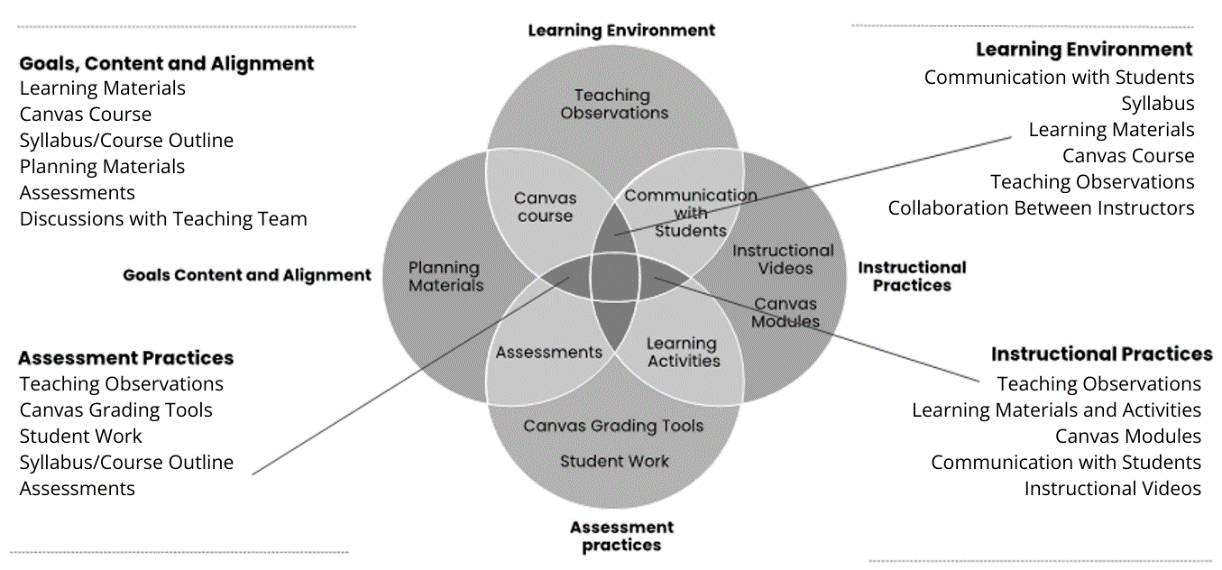 Goals, Content and Alignment
Learning Materials
Canvas Course
Syllabus/Course Outline
Planning Materials
Assessments
Discussions with Teaching Team
Learning Environment
Teaching
Observations
Canvas
course
Communication
with
Students
Goals Content and Alignment
Planning
Materials
Instructional
Videos
Canvas
Modules
Instructional
Practices
Assessments
Learning
Activities
Canvas Grading Tools
Student Work
Assessment
practices
Learning Environment
Communication with Students
Syllabus
Learning Materials
Canvas Course
Teaching Observations
Collaboration Between Instructors
Assessment Practices
Teaching Observations
Canvas Grading Tools
Student Work
Syllabus/Course Outline
Assessments
Instructional Practices
Teaching Observations
Learning Materials and Activities
Canvas Modules
Communication with Students
Instructional Videos